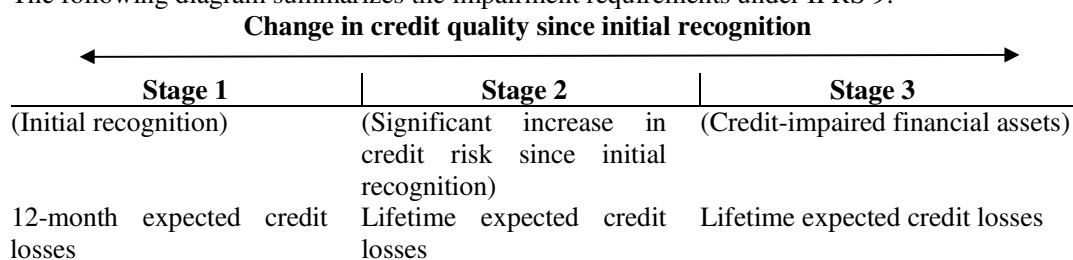 The following diagram summarizes the impairment requirements under IFRS 9:
Change in credit quality since initial recognition
Stage 1 Stage 2 Stage 3
(Initial recognition) (Significant increase in (Credit-impaired financial assets)
credit risk since initial
recognition)
12-month expected credit Lifetime expected credit Lifetime expected credit losses
losses losses